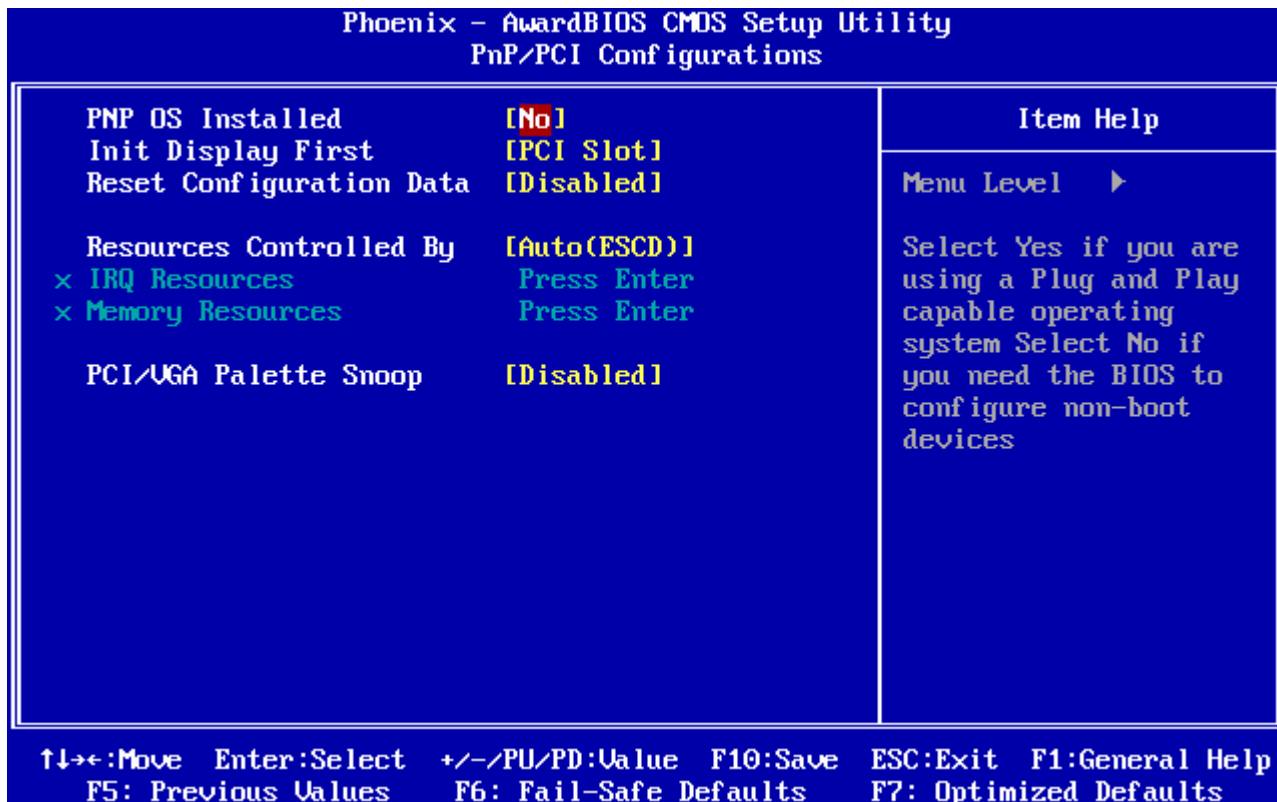 Phoenix - AwardBIOS CMOS Setup Utility
PnP/PCI Configurations
PNP OS Installed [No]
Init Display First [PCI Slot]
Reset Configuration Data [Disabled]
Resources Controlled By [Auto(ESCD)]
x IRQ Resources Press Enter
x Memory Resources Press Enter
PCI/VGA Palette Snoop [Disabled]
Item Help
Menu Level ▶
Select Yes if you are
using a Plug and Play
capable operating
system Select No if
you need the BIOS to
configure non-boot
devices
↑↓→←:Move Enter:Select +/-/PU/PD:Value F10:Save ESC:Exit F1:General Help
F5: Previous Values F6: Fail-Safe Defaults F7: Optimized Defaults